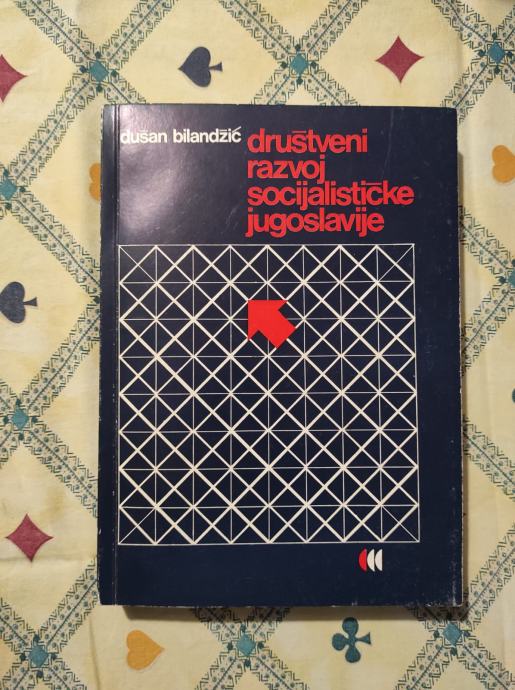 dušan bilandžić
društveni
razvoj
socijalističke
jugoslavije